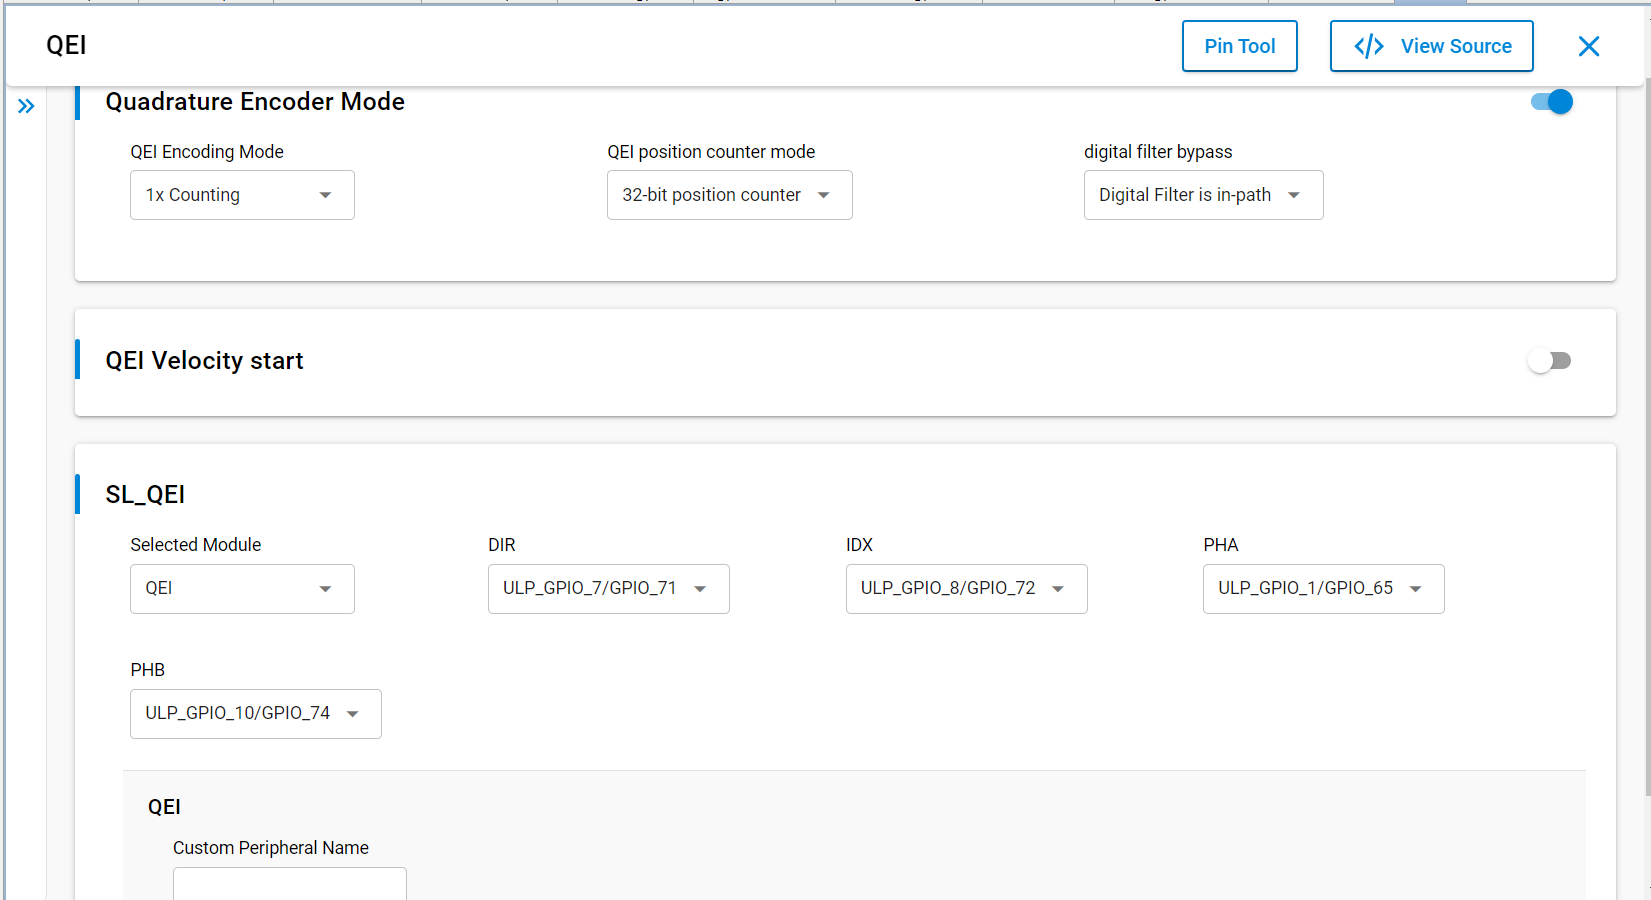 QEI
Pin Tool
</> View Source
Quadrature Encoder Mode
QEI Encoding Mode
QEI position counter mode
digital filter bypass
1x Counting
32-bit position counter
Digital Filter is in-path
QEI Velocity start
SL_QEI
Selected Module
DIR
IDX
PHA
QEI
ULP_GPIO_7/GPIO_71
ULP_GPIO_8/GPIO_72
ULP_GPIO_1/GPIO_65
PHB
ULP_GPIO_10/GPIO_74
QEI
Custom Peripheral Name